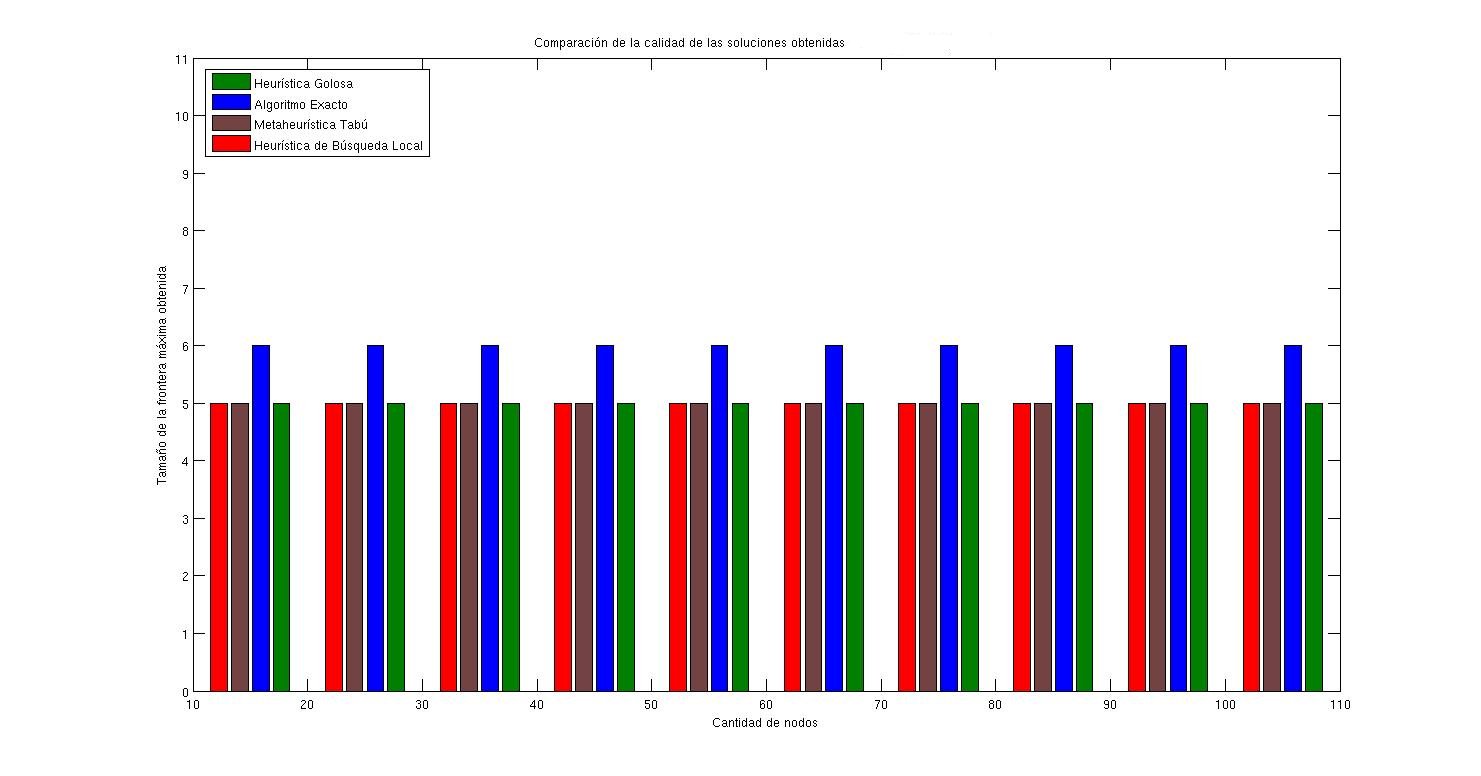 Comparación de la calidad de las soluciones obtenidas
11
10
9
8
7
6
5
4
3
2
1
0
Heurística Golosa
Algoritmo Exacto
Metaheurística Tabú
Heurística de Búsqueda Local
Tamaño de la frontera máxima obtenida
10 20 30 40 50 60 70 80 90 100 110
Cantidad de nodos